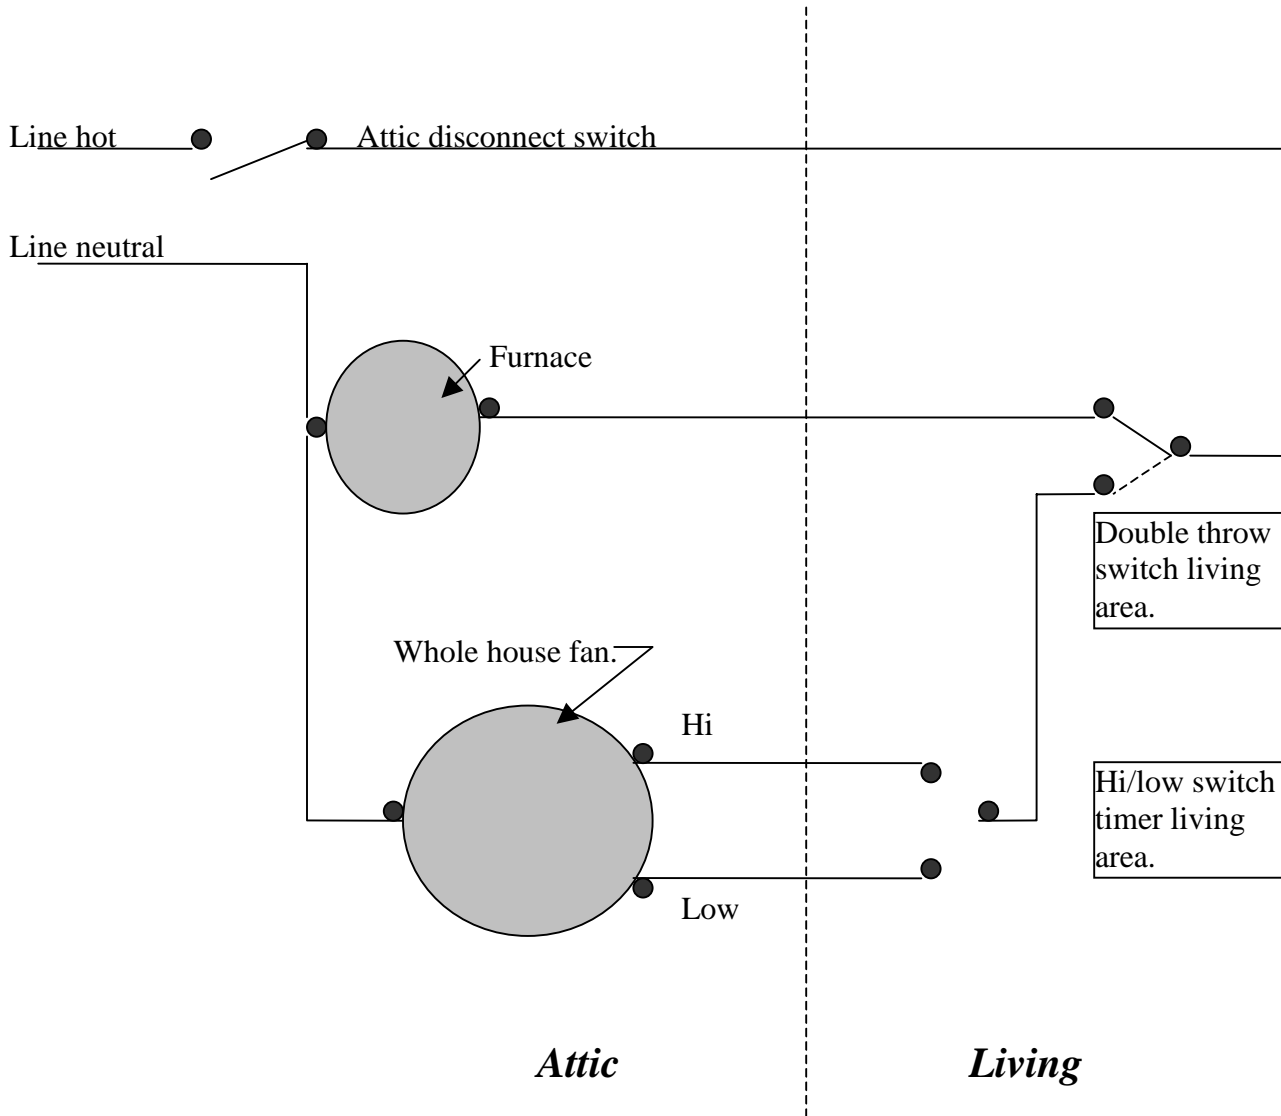 Line hot
Attic disconnect switch
Line neutral
Furnace
Double throw
switch living
area.
Whole house fan.
Hi
Hi/low switch
timer living
area.
Low
Attic
Living